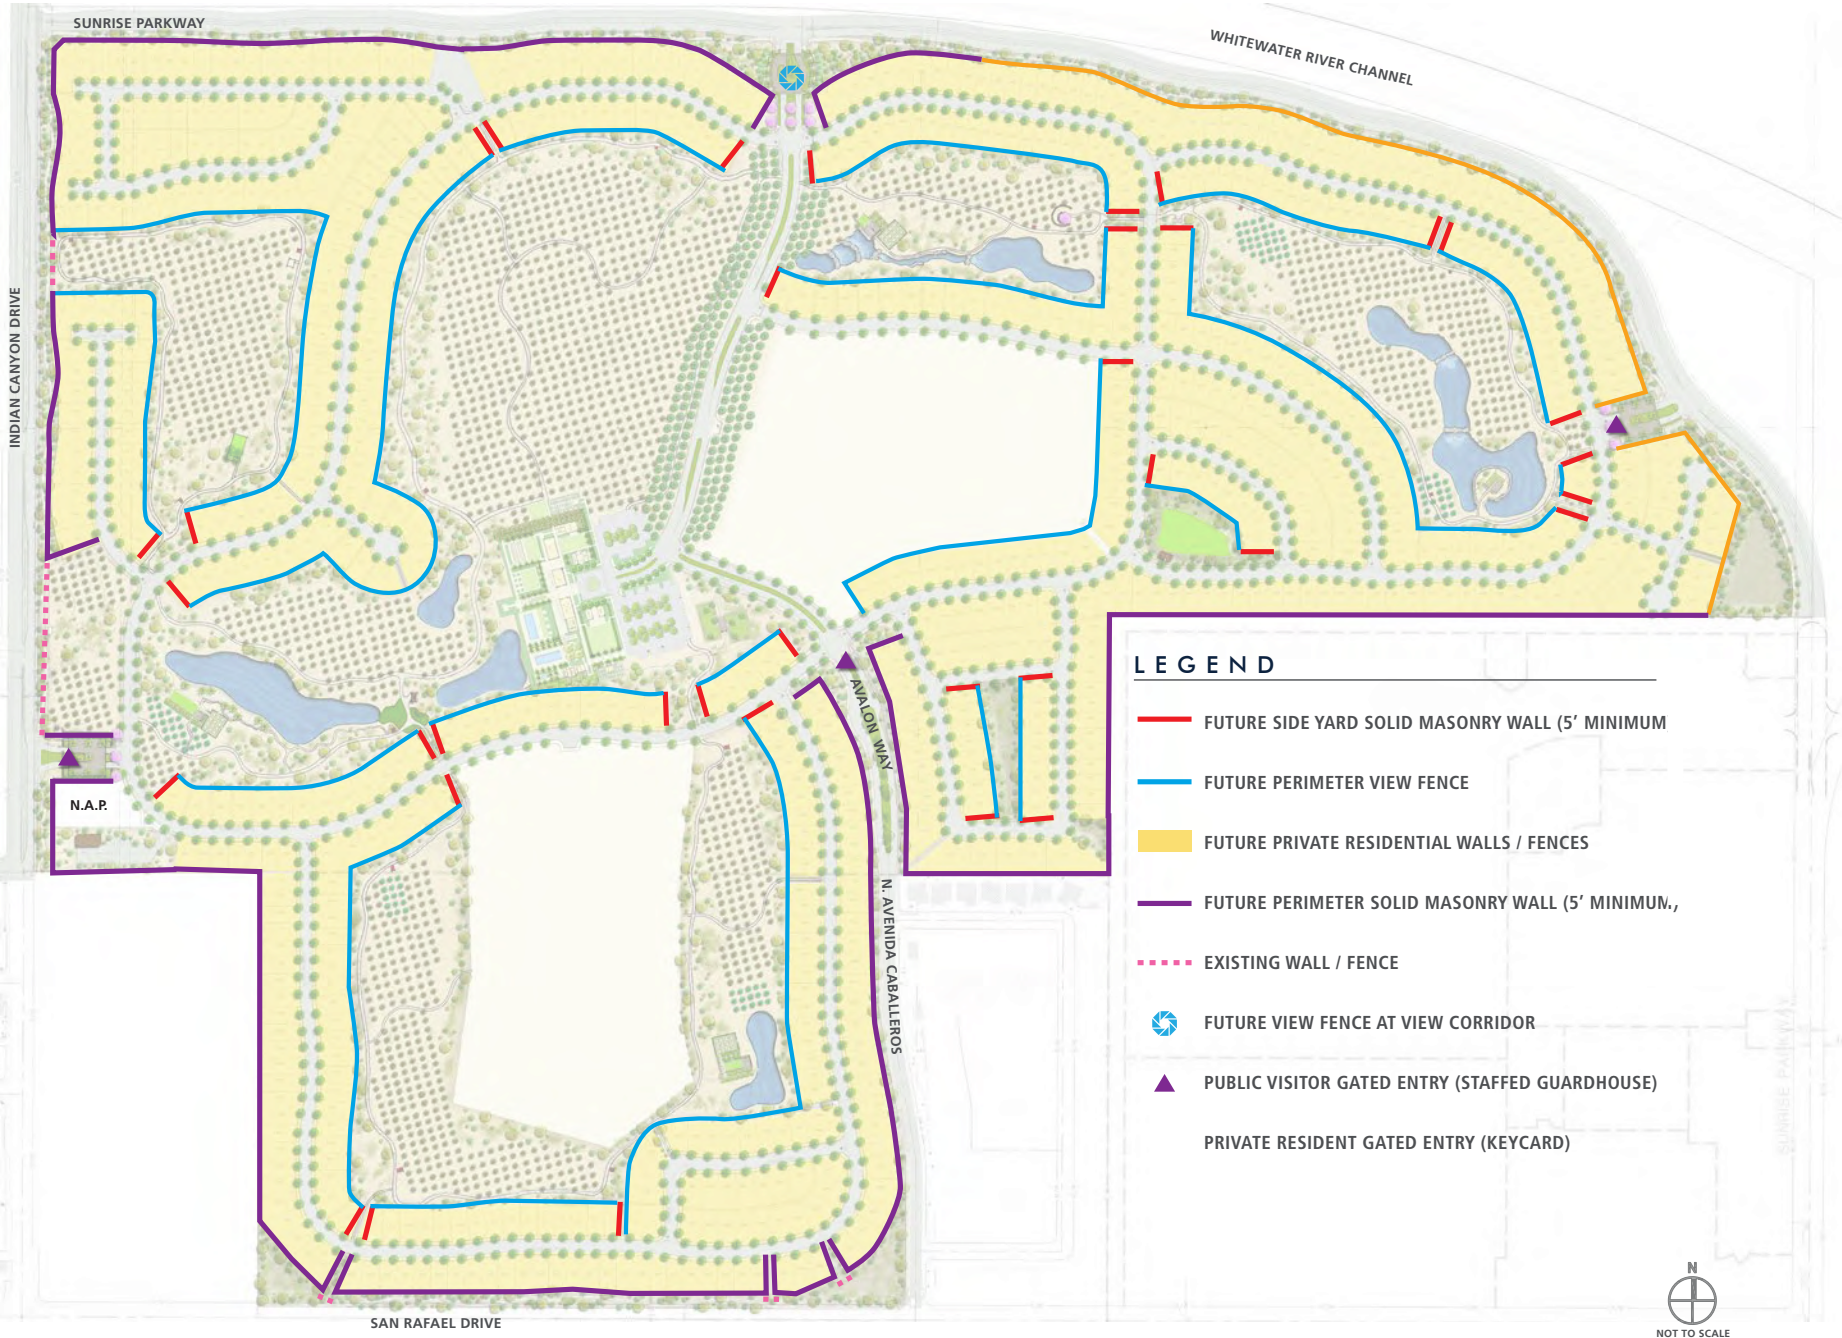 SUNRISE PARKWAY
WHITEWATER RIVER CHANNEL
INDIAN CANYON DRIVE
AVALON WAY
N.A.P.
N. AVENIDA CABALLEROS
SAN RAFAEL DRIVE
LEGEND
FUTURE SIDE YARD SOLID MASONRY WALL (5' MINIMUM
FUTURE PERIMETER VIEW FENCE
FUTURE PRIVATE RESIDENTIAL WALLS / FENCES
FUTURE PERIMETER SOLID MASONRY WALL (5' MINIMUM,
EXISTING WALL / FENCE
FUTURE VIEW FENCE AT VIEW CORRIDOR
PUBLIC VISITOR GATED ENTRY (STAFFED GUARDHOUSE)
PRIVATE RESIDENT GATED ENTRY (KEYCARD)
SUNRISE PARKWAY
N
NOT TO SCALE